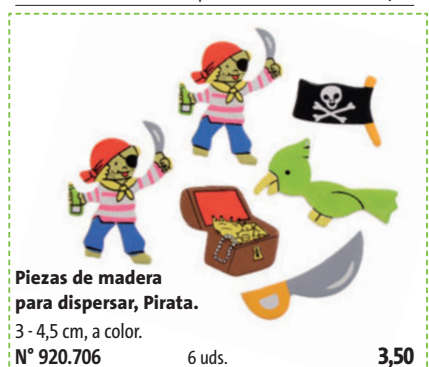 Piezas de madera
para dispersar, Pirata.
3 - 4,5 cm, a color.
N° 920.706 6 uds. 3,50